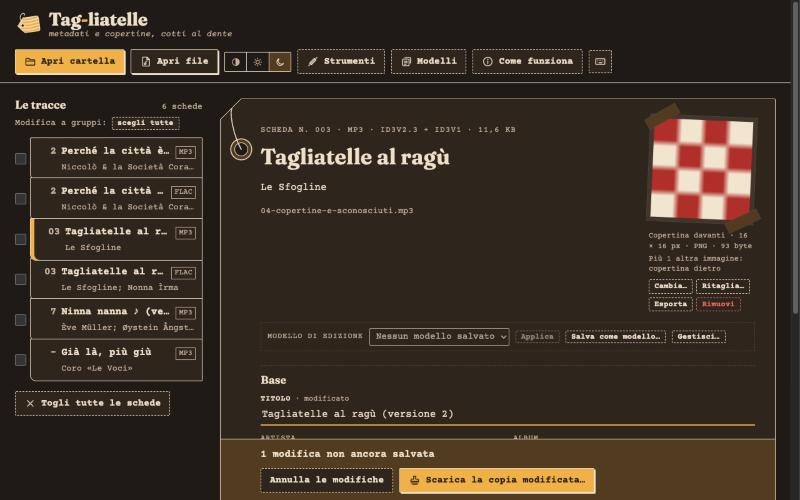 Tag-liatelle
metadati e copertine, cotti al dente
Apri cartella
Apri file
Strumenti
Modelli
Come funziona
Le tracce
6 schede
Modifica a gruppi: scegli tutte
2 Perché la città è… MP3
Niccolò & la Società Cora…
2 Perché la città … FLAC
Niccolò & la Società Cora…
03 Tagliatelle al r… MP3
Le Sfogline
03 Tagliatelle al r… FLAC
Le Sfogline; Nonna Irma
7 Ninna nanna ♪ (ve… MP3
Ève Müller; Øystein Ångst…
– Già là, più giù MP3
Coro «Le Voci»
Togli tutte le schede
SCHEDA N. 003 · MP3 · ID3V2.3 + ID3V1 · 11,6 KB
Tagliatelle al ragù
Le Sfogline
04-copertine-e-sconosciuti.mp3
Copertina davanti · 16
× 16 px · PNG · 93 byte
Più 1 altra immagine:
copertina dietro
Cambia… Ritaglia…
Esporta Rimuovi
MODELLO DI EDIZIONE Nessun modello salvato Applica Salva come modello… Gestisci…
Base
TITOLO · modificato
Tagliatelle al ragù (versione 2)
ARTISTA ALBUM
1 modifica non ancora salvata
Annulla le modifiche Scarica la copia modificata…